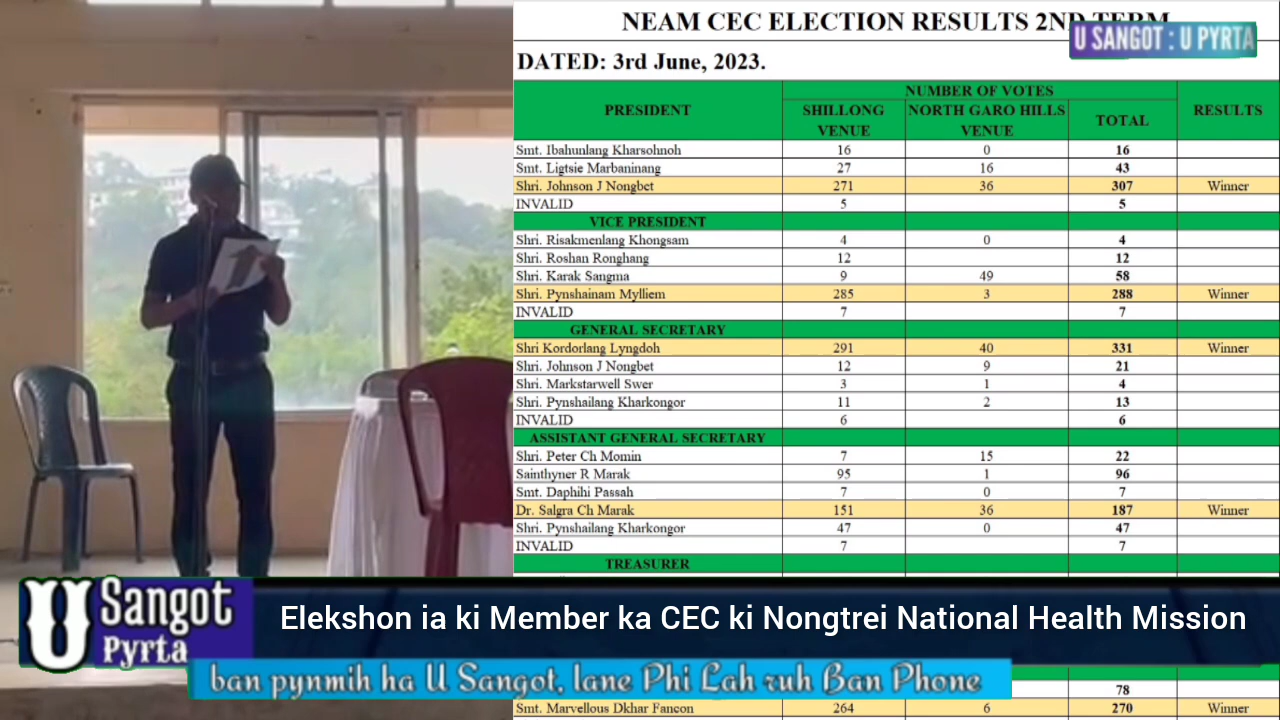 NEAM CEC ELECTION RESULTS 2ND TERM
U SANGOT : U PYRTA
DATED: 3rd June, 2023.
PRESIDENT NUMBER OF VOTES RESULTS
SHILLONG VENUE NORTH GARO HILLS VENUE TOTAL
Smt. Ibahunlang Kharsohnoh 16 0 16
Smt. Ligtsie Marbaninang 27 16 43
Shri. Johnson J Nongbet 271 36 307 Winner
INVALID 5 5
VICE PRESIDENT
Shri. Risakmenlang Khongsam 4 0 4
Shri. Roshan Ronghang 12 12
Shri. Karak Sangma 9 49 58
Shri. Pynshainam Mylliem 285 3 288 Winner
INVALID 7 7
GENERAL SECRETARY
Shri Kordorlang Lyngdoh 291 40 331 Winner
Shri. Johnson J Nongbet 12 9 21
Shri. Markstarwell Swer 3 1 4
Shri. Pynshailang Kharkongor 11 2 13
INVALID 6 6
ASSISTANT GENERAL SECRETARY
Shri. Peter Ch Momin 7 15 22
Sainthyner R Marak 95 1 96
Smt. Daphihi Passah 7 0 7
Dr. Salgra Ch Marak 151 36 187 Winner
Shri. Pynshailang Kharkongor 47 0 47
INVALID 7 7
TREASURER
U Sangot Pyrta
Elekshon ia ki Member ka CEC ki Nongtrei National Health Mission
ban pynmih ha U Sangot, lane Phi Lah ruh Ban Phone
78
Smt. Marvellous Dkhar Fancon 264 6 270 Winner